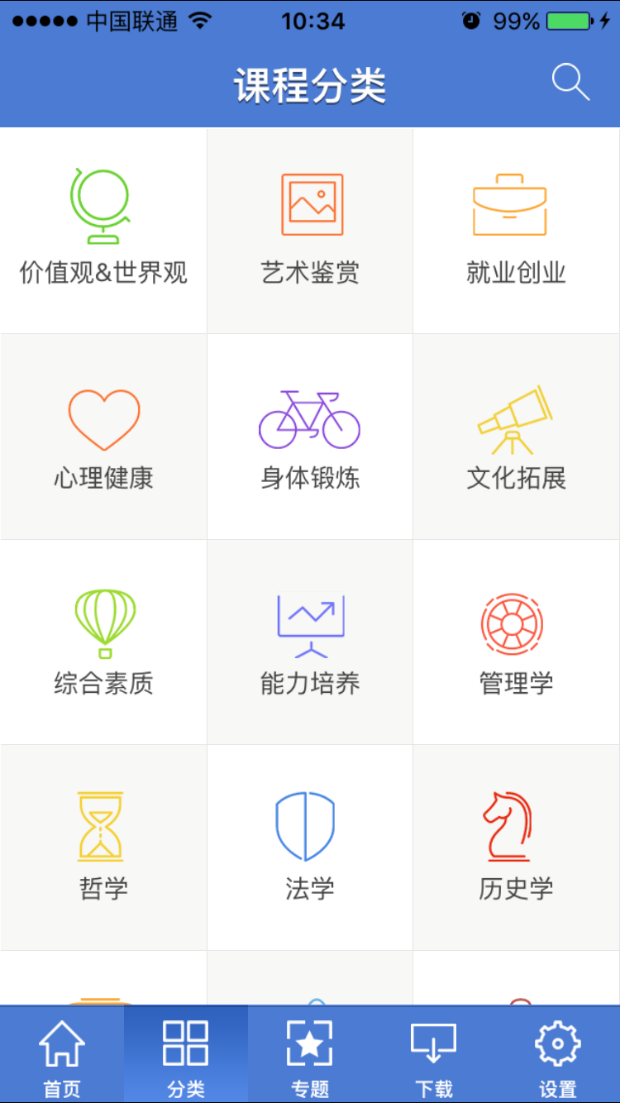 中国联通 10:34 99%
课程分类
价值观&世界观 艺术鉴赏 就业创业
心理健康 身体锻炼 文化拓展
综合素质 能力培养 管理学
哲学 法学 历史学
首页 分类 专题 下载 设置